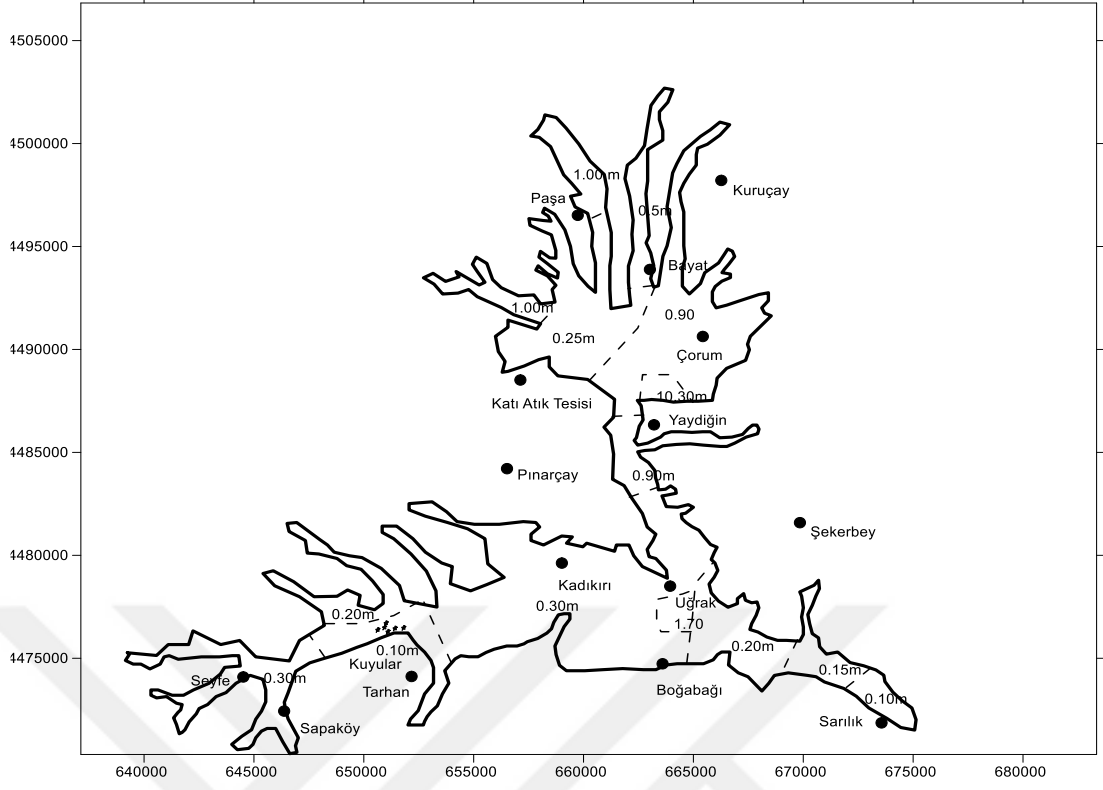 4505000
4500000
1.00 m
Kuruçay
Paşa
0.5m
4495000
Bayat
1.00m
0.90
0.25m
4490000
Çorum
10.30m
Katı Atık Tesisi
Yaydiğin
4485000
Pınarçay
0.90m
Şekerbey
4480000
Kadıkırı
Uğrak
0.30m
0.20m
1.70
0.20m
0.10m
4475000
Kuyular
0.15m
Seyfe
0.30m
Tarhan
Boğabağı
0.10m
Sapaköy
Sarılık
640000 645000 650000 655000 660000 665000 670000 675000 680000